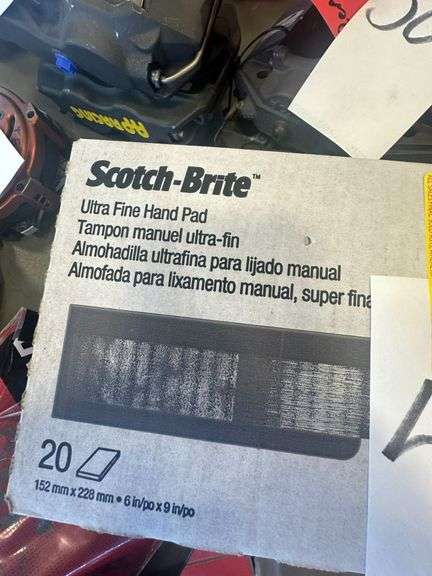 Scotch-Brite™
Ultra Fine Hand Pad
Tampon manuel ultra-fin
Almohadilla ultrafina para lijado manual
Almofada para lixamento manual, super fina
20
152 mm x 228 mm • 6 in/po x 9 in/po